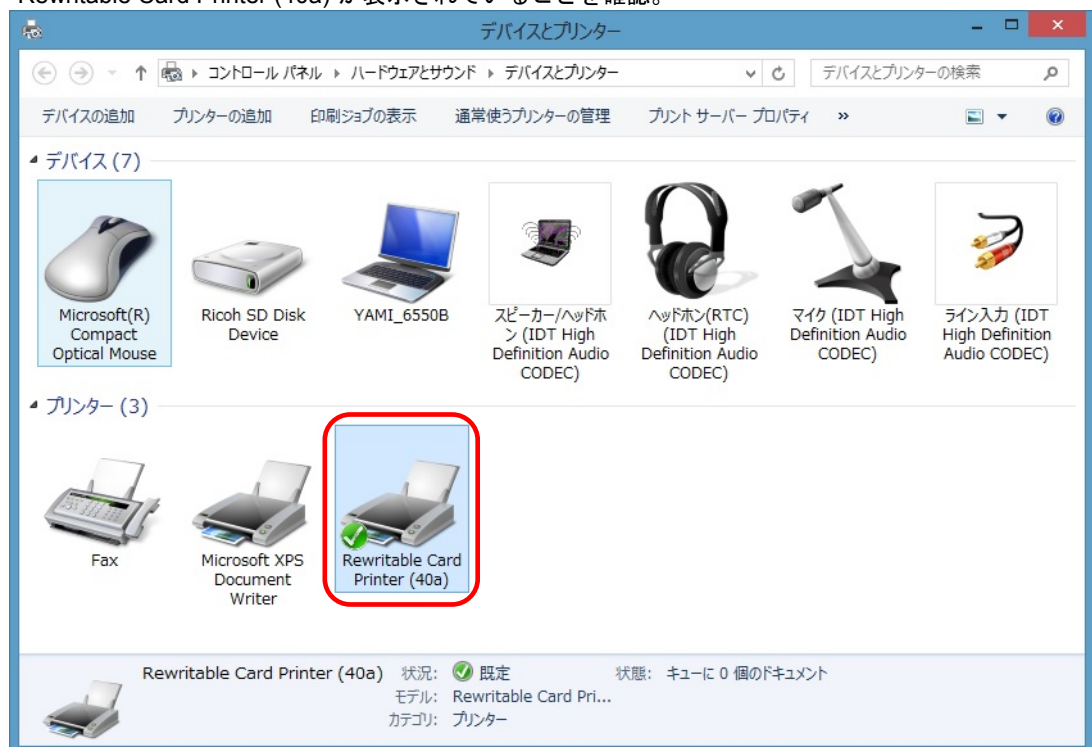 Rewritable Card Printer (40a) が表示されていることを確認。
デバイスとプリンター
コントロール パネル
ハードウェアとサウンド
デバイスとプリンター
デバイスとプリンターの検索
デバイスの追加
プリンターの追加
印刷ジョブの表示
通常使うプリンターの管理
プリント サーバー プロパティ
»
デバイス (7)
Microsoft(R)
Compact
Optical Mouse
Ricoh SD Disk
Device
YAMI_6550B
スピーカー/ヘッドホ
ン (IDT High
Definition Audio
CODEC)
ヘッドホン(RTC)
(IDT High
Definition Audio
CODEC)
マイク (IDT High
Definition Audio
CODEC)
ライン入力 (IDT
High Definition
Audio CODEC)
プリンター (3)
Fax
Microsoft XPS
Document
Writer
Rewritable Card
Printer (40a)
Rewritable Card Printer (40a)
状況: 既定
状態: キューに 0 個のドキュメント
モデル: Rewritable Card Pri...
カテゴリ: プリンター